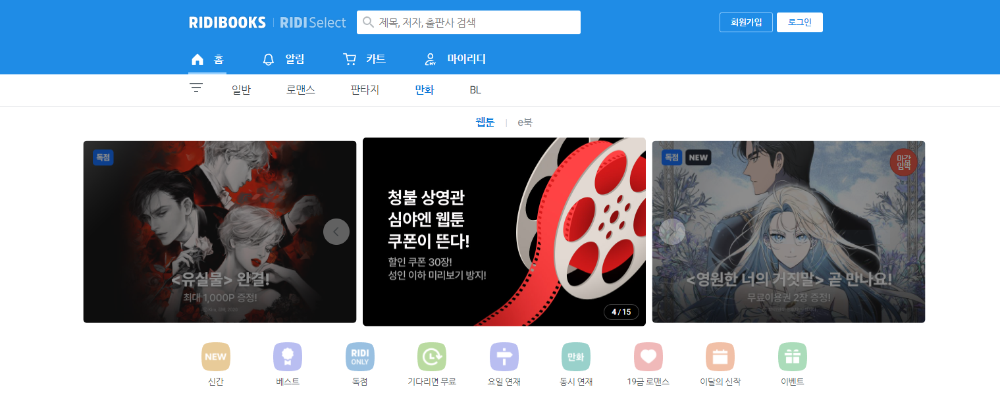 RIDIBOOKS RIDI Select 제목, 저자, 출판사 검색 회원가입 로그인
홈 알림 카트 마이리디
일반 로맨스 판타지 만화 BL
웹툰 e북
독점
<유실물> 완결!
최대 1,000P 증정!
청불 상영관
심야엔 웹툰
쿠폰이 뜬다!
할인 쿠폰 30장!
성인 이하 미리보기 방지!
4 / 15
독점 NEW
마감
임박
<영원한 너의 거짓말> 곧 만나요!
무료이용권 2장 증정!
NEW RIDI ONLY 만화
신간 베스트 독점 기다리면 무료 요일 연재 동시 연재 19금 로맨스 이달의 신작 이벤트